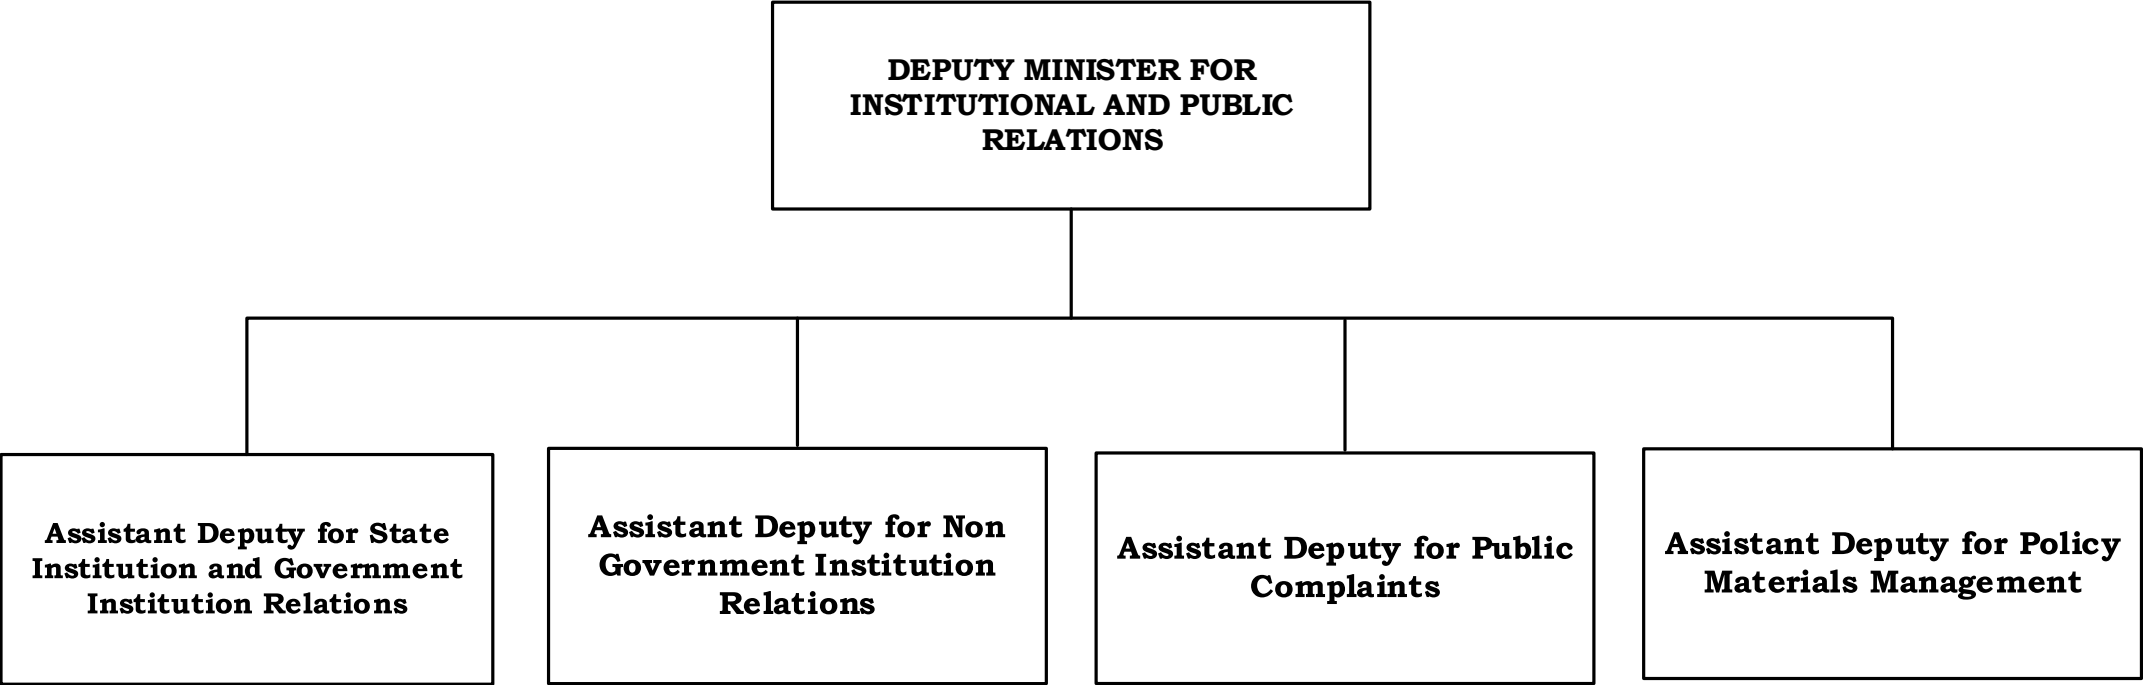 DEPUTY MINISTER FOR
INSTITUTIONAL AND PUBLIC
RELATIONS
Assistant Deputy for State
Institution and Government
Institution Relations
Assistant Deputy for Non
Government Institution
Relations
Assistant Deputy for Public
Complaints
Assistant Deputy for Policy
Materials Management